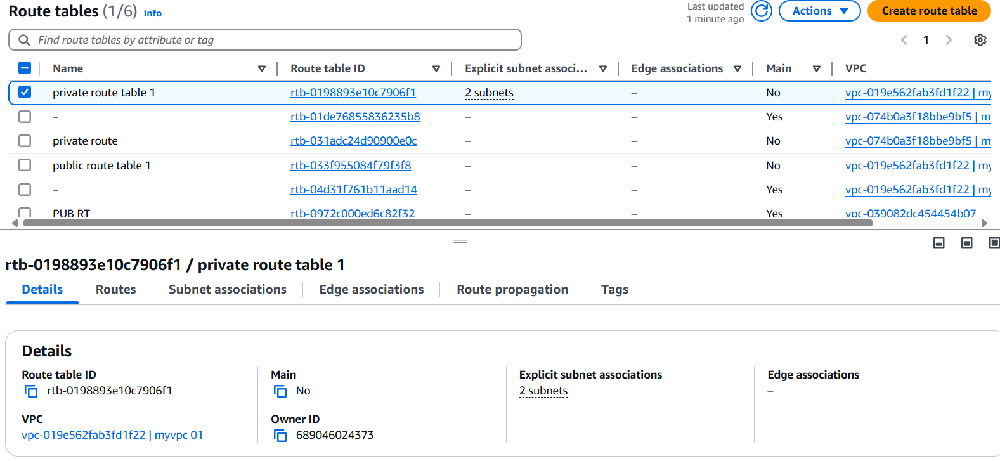 Route tables (1/6) Info
Last updated
1 minute ago
Actions
Create route table
Find route tables by attribute or tag
1
Name Route table ID Explicit subnet associ... Edge associations Main VPC
private route table 1 rtb-0198893e10c7906f1 2 subnets – No vpc-019e562fab3fd1f22 | my
– rtb-01de76855836235b8 – – Yes vpc-074b0a3f18bbe9bf5 | m
private route rtb-031adc24d90900e0c – – No vpc-074b0a3f18bbe9bf5 | m
public route table 1 rtb-033f955084f79f3f8 – – No vpc-019e562fab3fd1f22 | my
– rtb-04d31f761b11aad14 – – Yes vpc-019e562fab3fd1f22 | my
PUB RT rtb-0972c000ed6c82f32 – – Yes vpc-039082dc454454b07
rtb-0198893e10c7906f1 / private route table 1
Details Routes Subnet associations Edge associations Route propagation Tags
Details
Route table ID Main Explicit subnet associations Edge associations
rtb-0198893e10c7906f1 No 2 subnets –
VPC Owner ID
vpc-019e562fab3fd1f22 | myvpc 01 689046024373